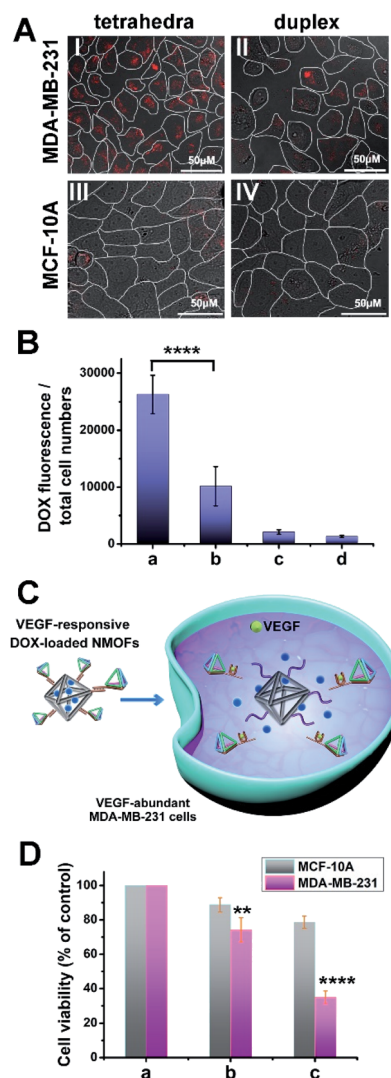 A
tetrahedra
duplex
MDA-MB-231
I
50μM
II
50μM
MCF-10A
III
50μM
IV
50μM
B
DOX fluorescence /
total cell numbers
30000
20000
10000
0
****
a
b
c
d
C
VEGF-responsive
DOX-loaded NMOFs
VEGF
VEGF-abundant
MDA-MB-231 cells
D
Cell viability (% of control)
100
80
60
40
20
0
MCF-10A
MDA-MB-231
**
****
a
b
c